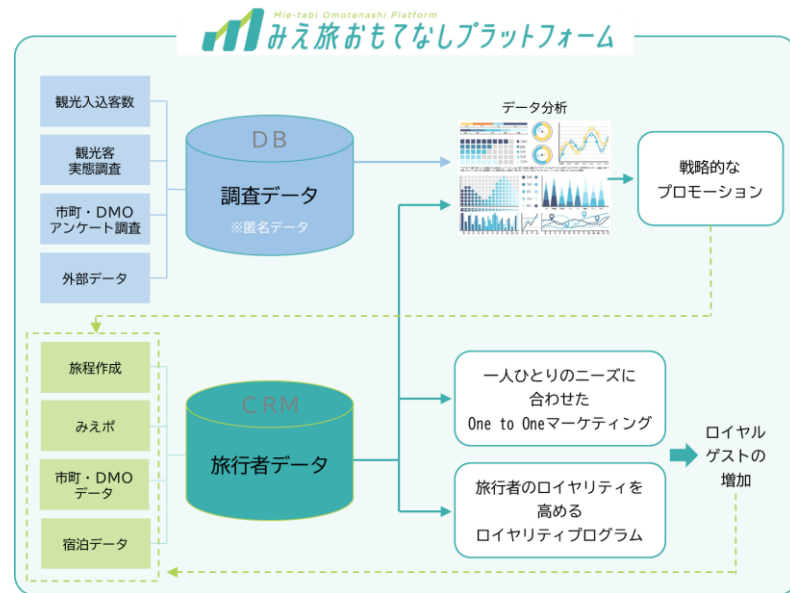 Mie-tabi Omotenashi Platform
みえ旅おもてなしプラットフォーム
観光入込客数
観光客
実態調査
市町・DMO
アンケート調査
外部データ
DB
調査データ
※匿名データ
データ分析
戦略的な
プロモーション
旅程作成
みえポ
市町・DMO
データ
宿泊データ
CRM
旅行者データ
一人ひとりのニーズに
合わせた
One to Oneマーケティング
旅行者のロイヤリティを
高める
ロイヤリティプログラム
ロイヤル
ゲストの
増加